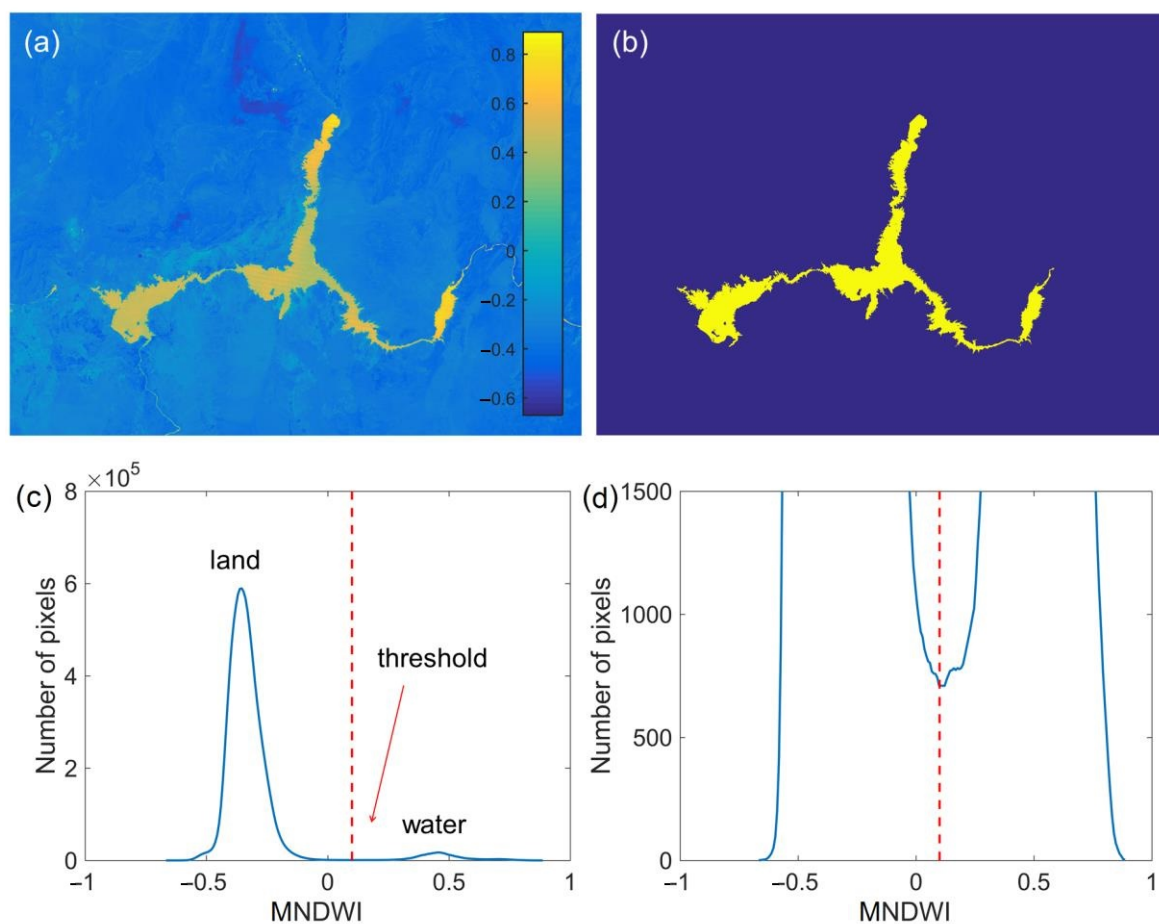 (a)
0.8
0.6
0.4
0.2
0
−0.2
−0.4
−0.6
(b)
(c)
×10^5
8
6
4
2
0
Number of pixels
land
threshold
water
−1
−0.5
0
0.5
1
MNDWI
(d)
1500
1000
500
0
Number of pixels
−1
−0.5
0
0.5
1
MNDWI